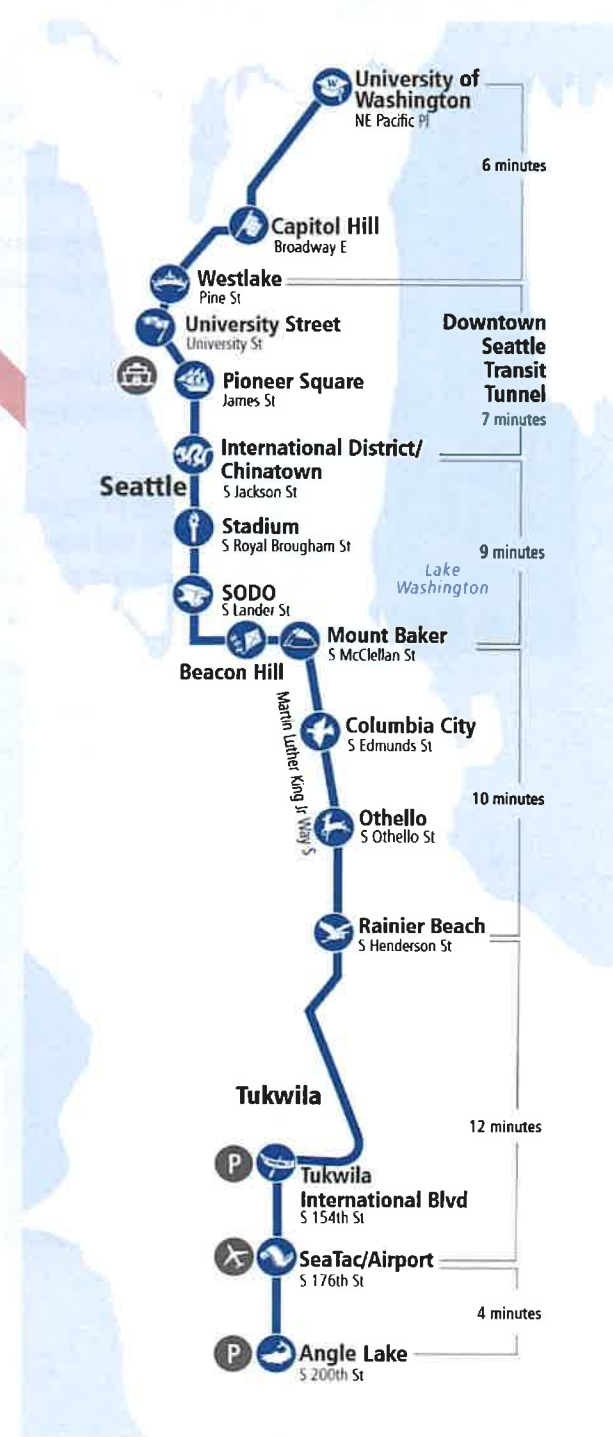 University of
Washington
NE Pacific Pl
6 minutes
Capitol Hill
Broadway E
Westlake
Pine St
University Street
University St
Downtown
Seattle
Transit
Tunnel
7 minutes
Pioneer Square
James St
International District/
Chinatown
S Jackson St
Seattle
Stadium
S Royal Brougham St
9 minutes
Lake
Washington
SODO
S Lander St
Mount Baker
S McClellan St
Beacon Hill
Martin Luther King Jr Way S
Columbia City
S Edmunds St
10 minutes
Othello
S Othello St
Rainier Beach
S Henderson St
Tukwila
12 minutes
P
Tukwila
International Blvd
S 154th St
SeaTac/Airport
S 176th St
4 minutes
P
Angle Lake
S 200th St
W